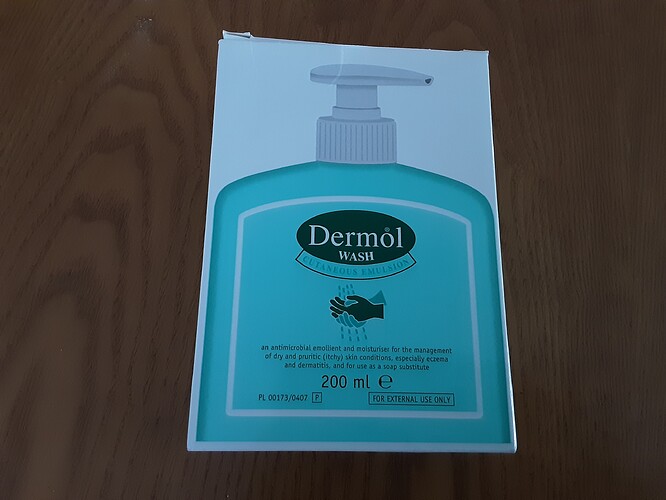 Dermol®
WASH
CUTANEOUS EMULSION
an antimicrobial emollient and moisturiser for the management
of dry and pruritic (itchy) skin conditions, especially eczema
and dermatitis, and for use as a soap substitute
200 ml ℮
PL 00173/0407 P FOR EXTERNAL USE ONLY